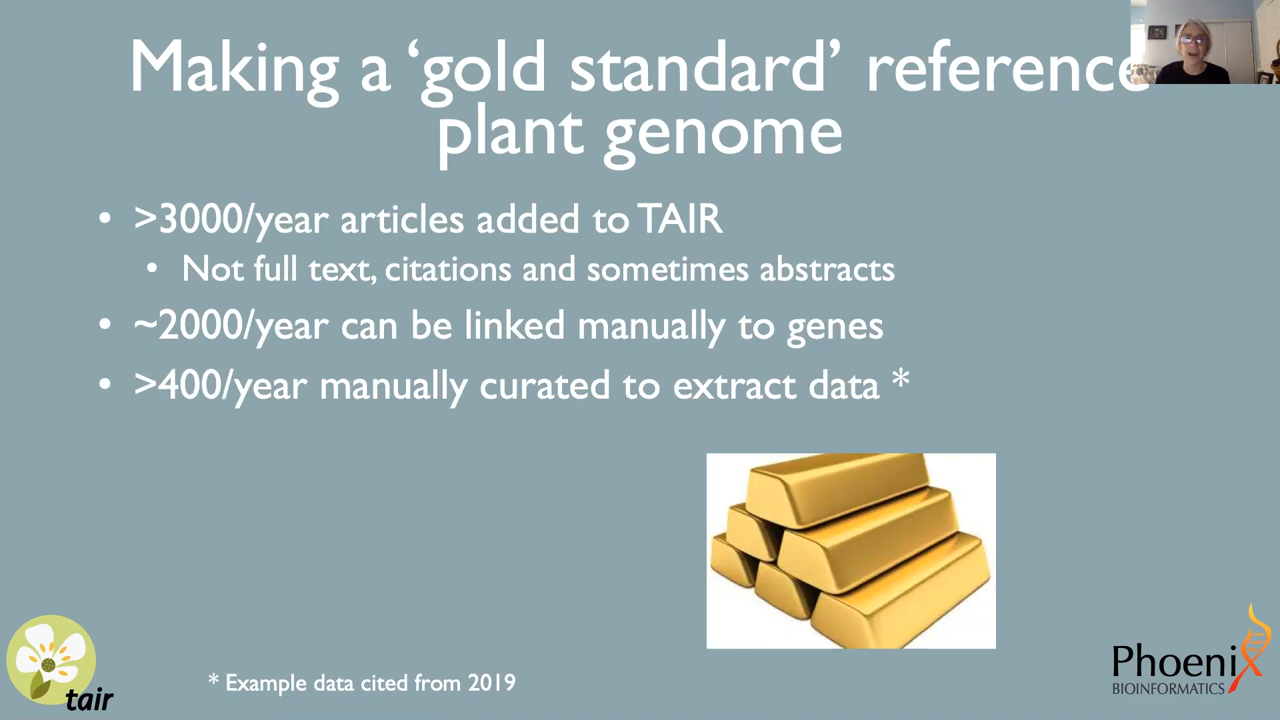 Making a ‘gold standard’ reference
plant genome
• >3000/year articles added to TAIR
• Not full text, citations and sometimes abstracts
• ~2000/year can be linked manually to genes
• >400/year manually curated to extract data *
tair
* Example data cited from 2019
Phoenix
BIOINFORMATICS